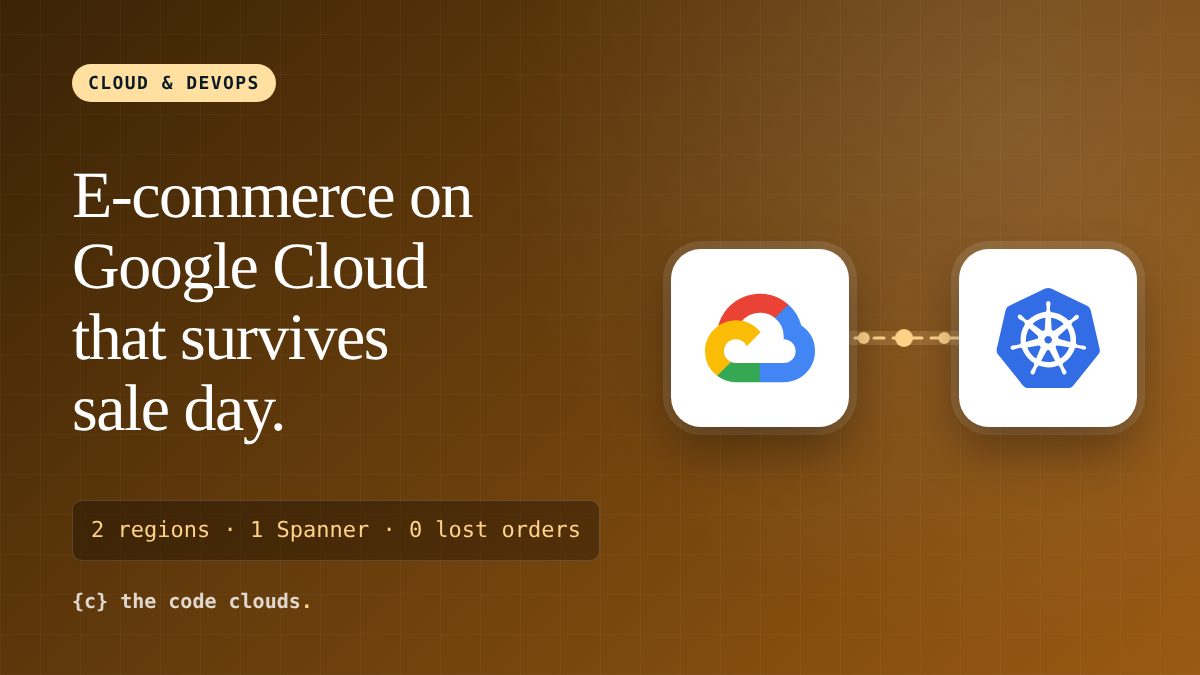 CLOUD & DEVOPS
E-commerce on
Google Cloud
that survives
sale day.
2 regions · 1 Spanner · 0 lost orders
{c} the code clouds.